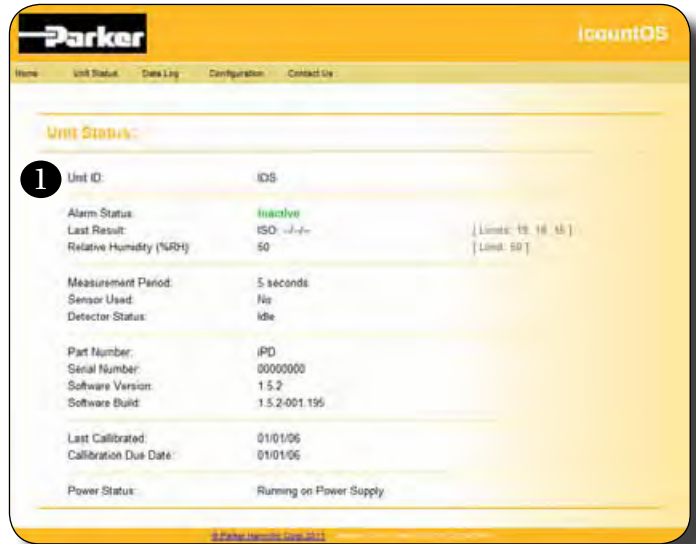 Parker
icountOS
Home Unit Status Data Log Configuration Contact Us
Unit Status:
1 Unit ID: IOS
Alarm Status: Inactive
Last Result: ISO: --/--/-- [ Limits: 19, 18, 15 ]
Relative Humidity (%RH) 50 [ Limit: 50 ]
Measurement Period: 5 seconds
Sensor Used: No
Detector Status: Idle
Part Number: iPD
Serial Number: 00000000
Software Version: 1.5.2
Software Build: 1.5.2-001.195
Last Callibrated: 01/01/06
Callibration Due Date: 01/01/06
Power Status: Running on Power Supply
© Parker Hannifin Corp 2011